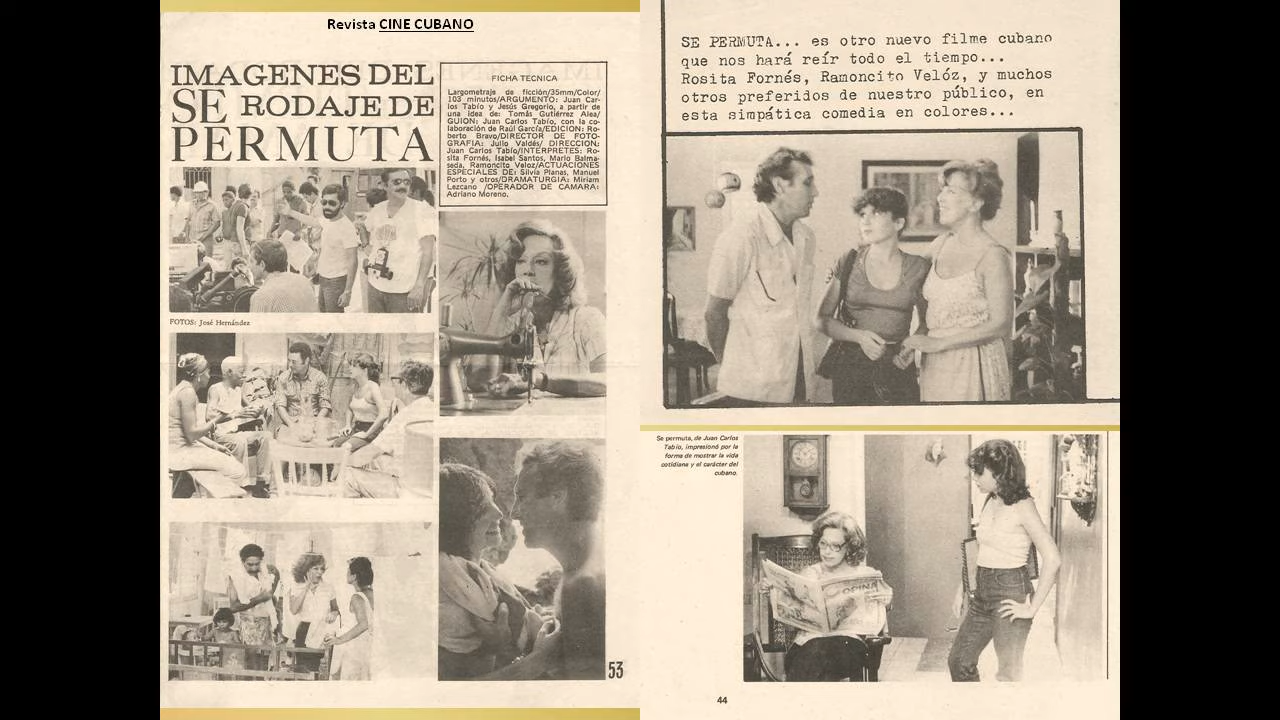 Revista CINE CUBANO
IMAGENES DEL
SE RODAJE DE
PERMUTA
FICHA TECNICA
Largometraje de ficción/35mm/Color/
103 minutos/ARGUMENTO: Juan Car-
los Tabío y Jesús Gregorio, a partir de
una idea de: Tomás Gutiérrez Alea/
GUION: Juan Carlos Tabío, con la co-
laboración de Raúl García/EDICION: Ro-
berto Bravo/DIRECTOR DE FOTO-
GRAFIA: Julio Valdés/ DIRECCION:
Juan Carlos Tabío/INTERPRETES: Ro-
sita Fornés, Isabel Santos, Mario Balma-
seda, Ramoncito Veloz/ACTUACIONES
ESPECIALES DE: Silvia Planas, Manuel
Porto y otros/DRAMATURGIA: Miriam
Lezcano /OPERADOR DE CAMARA:
Adriano Moreno.
FOTOS: José Hernández
53
SE PERMUTA... es otro nuevo filme cubano
que nos hará reír todo el tiempo...
Rosita Fornés, Ramoncito Velóz, y muchos
otros preferidos de nuestro público, en
esta simpática comedia en colores...
Se permuta, de Juan Carlos
Tabío, impresionó por la
forma de mostrar la vida
cotidiana y el carácter del
cubano.
OPINA
44